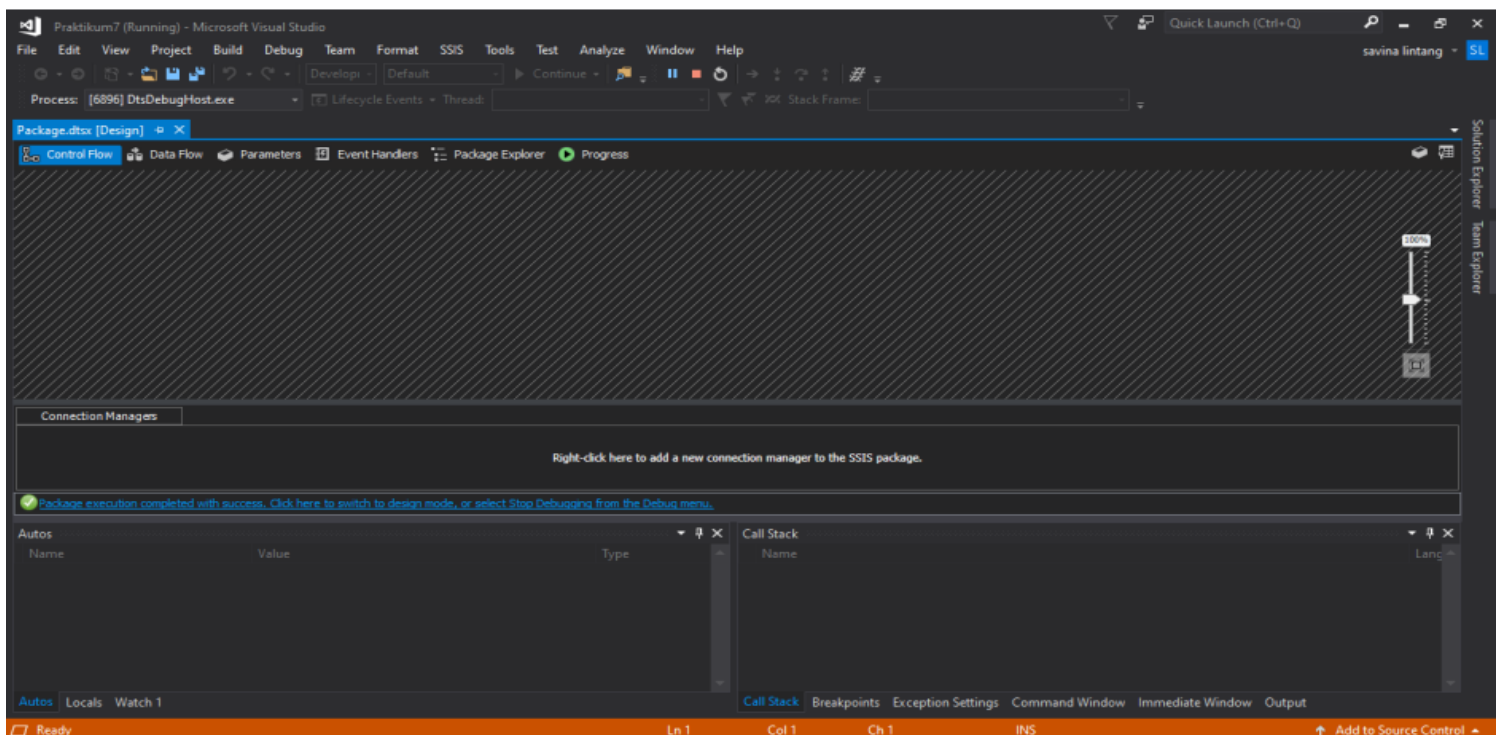 Praktikum7 (Running) - Microsoft Visual Studio
Quick Launch (Ctrl+Q)
File Edit View Project Build Debug Team Format SSIS Tools Test Analyze Window Help
savina lintang SL
Developi Default Continue
Process: [6896] DtsDebugHost.exe Lifecycle Events Thread: Stack Frame:
Package.dtsx [Design]
Control Flow Data Flow Parameters Event Handlers Package Explorer Progress
Solution Explorer
Team Explorer
100%
Connection Managers
Right-click here to add a new connection manager to the SSIS package.
Package execution completed with success. Click here to switch to design mode, or select Stop Debugging from the Debug menu.
Autos
Name Value Type
Call Stack
Name Lang
Autos Locals Watch 1
Call Stack Breakpoints Exception Settings Command Window Immediate Window Output
Ready Ln 1 Col 1 Ch 1 INS Add to Source Control